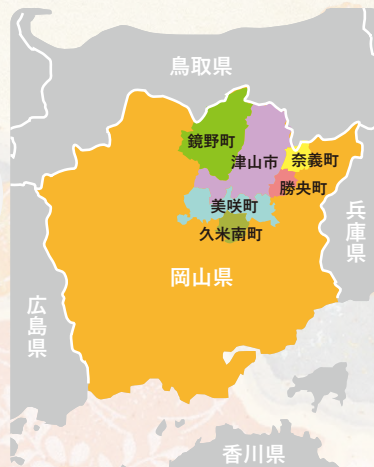 鳥取県
鏡野町
津山市
奈義町
勝央町
美咲町
久米南町
兵庫県
岡山県
広島県
香川県